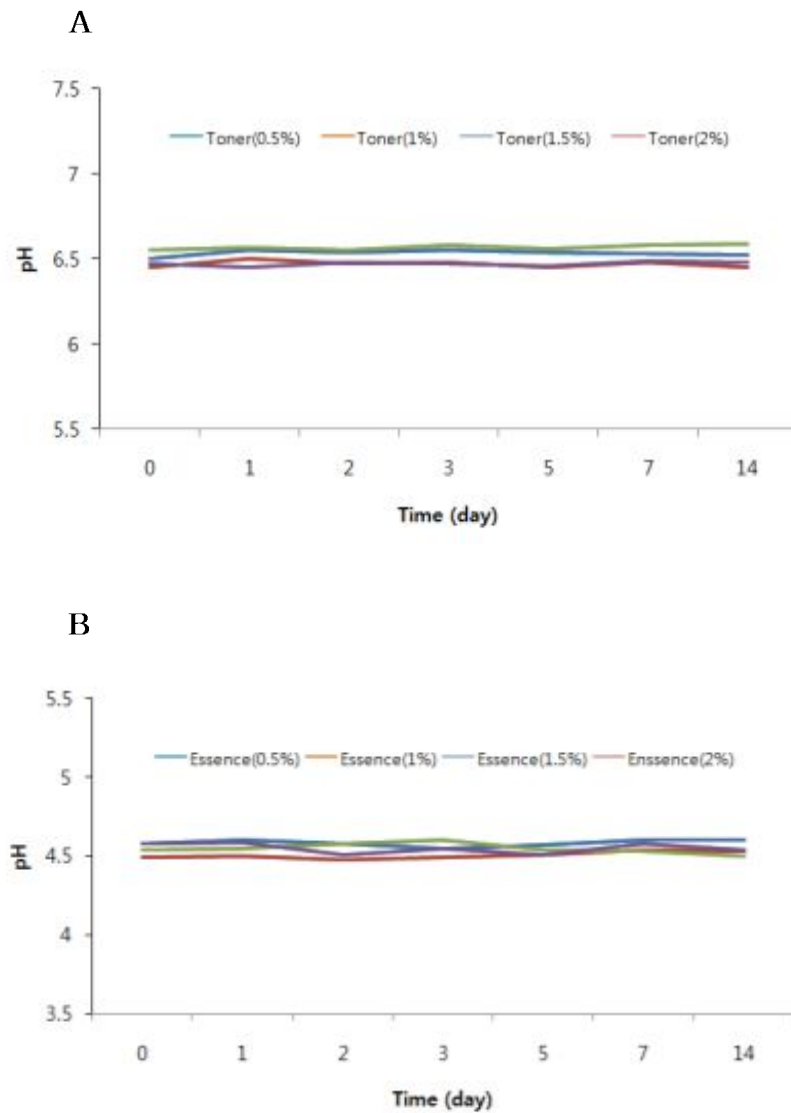 A
7.5
Toner(0.5%) Toner(1%) Toner(1.5%) Toner(2%)
7
pH
6.5
6
5.5
0 1 2 3 5 7 14
Time (day)
B
5.5
Essence(0.5%) Essence(1%) Essence(1.5%) Enssence(2%)
5
pH
4.5
4
3.5
0 1 2 3 5 7 14
Time (day)